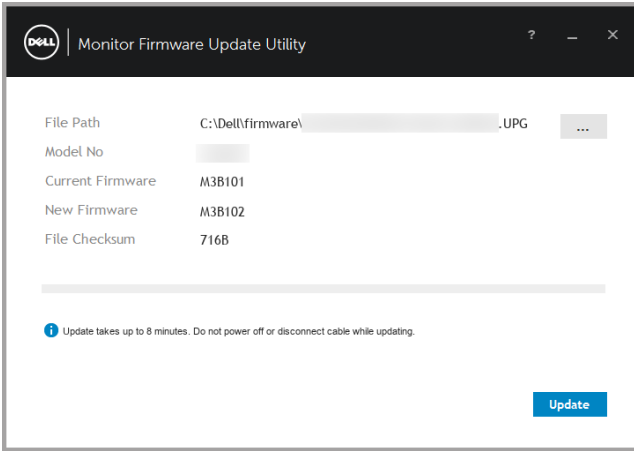 DELL
Monitor Firmware Update Utility
? _ ×
File Path C:\Dell\firmware\ .UPG ...
Model No
Current Firmware M3B101
New Firmware M3B102
File Checksum 716B
Update takes up to 8 minutes. Do not power off or disconnect cable while updating.
Update